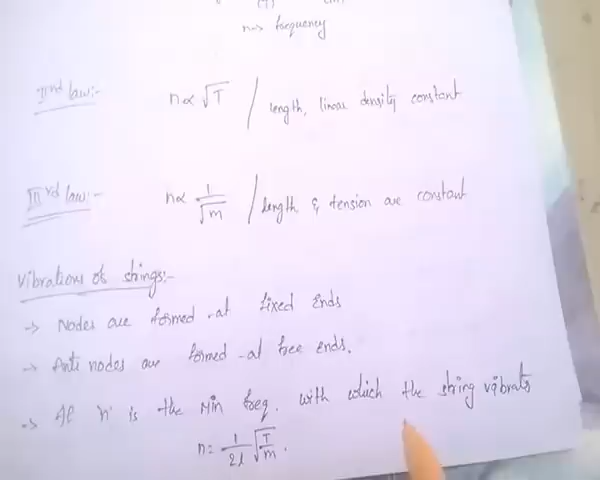 n → frequency
IInd law:- n ∝ √T / length, linear density constant
IIIrd law:- n ∝ 1/√m / length & tension are constant
Vibrations of strings:-
→ Nodes are formed at fixed Ends
→ Anti nodes are formed at free ends.
→ If 'n' is the Min freq. with which the string vibrats
n = 1/2l √T/m.